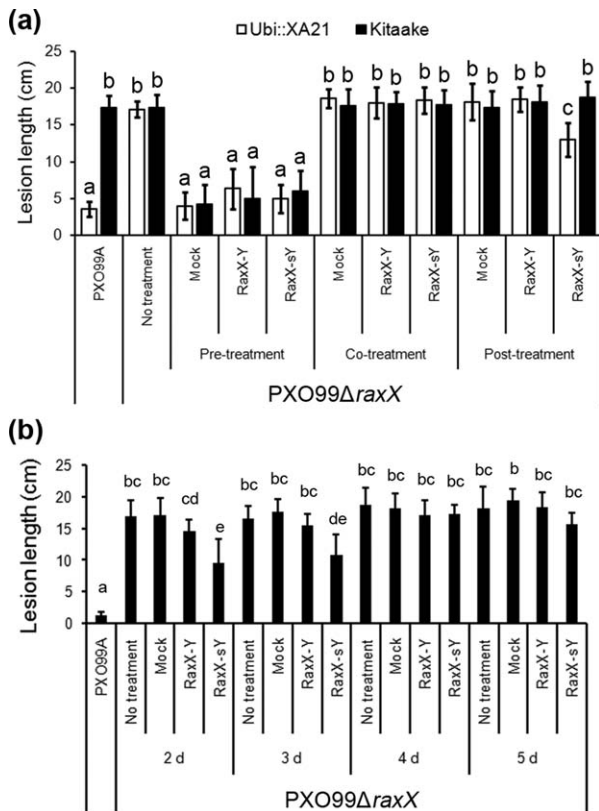 (a)
Ubi::XA21 Kitaake
Lesion length (cm)
25
20
15
10
5
0
a b b b a a a a a a b b b b b b b b b b c b
PXO99A
No treatment
Mock
RaxX-Y
RaxX-sY
Mock
RaxX-Y
RaxX-sY
Mock
RaxX-Y
RaxX-sY
Pre-treatment Co-treatment Post-treatment
PXO99ΔraxX
(b)
Lesion length (cm)
25
20
15
10
5
0
a bc bc cd e bc bc bc de bc bc bc bc bc b bc bc
PXO99A
No treatment
Mock
RaxX-Y
RaxX-sY
No treatment
Mock
RaxX-Y
RaxX-sY
No treatment
Mock
RaxX-Y
RaxX-sY
No treatment
Mock
RaxX-Y
RaxX-sY
2 d 3 d 4 d 5 d
PXO99ΔraxX